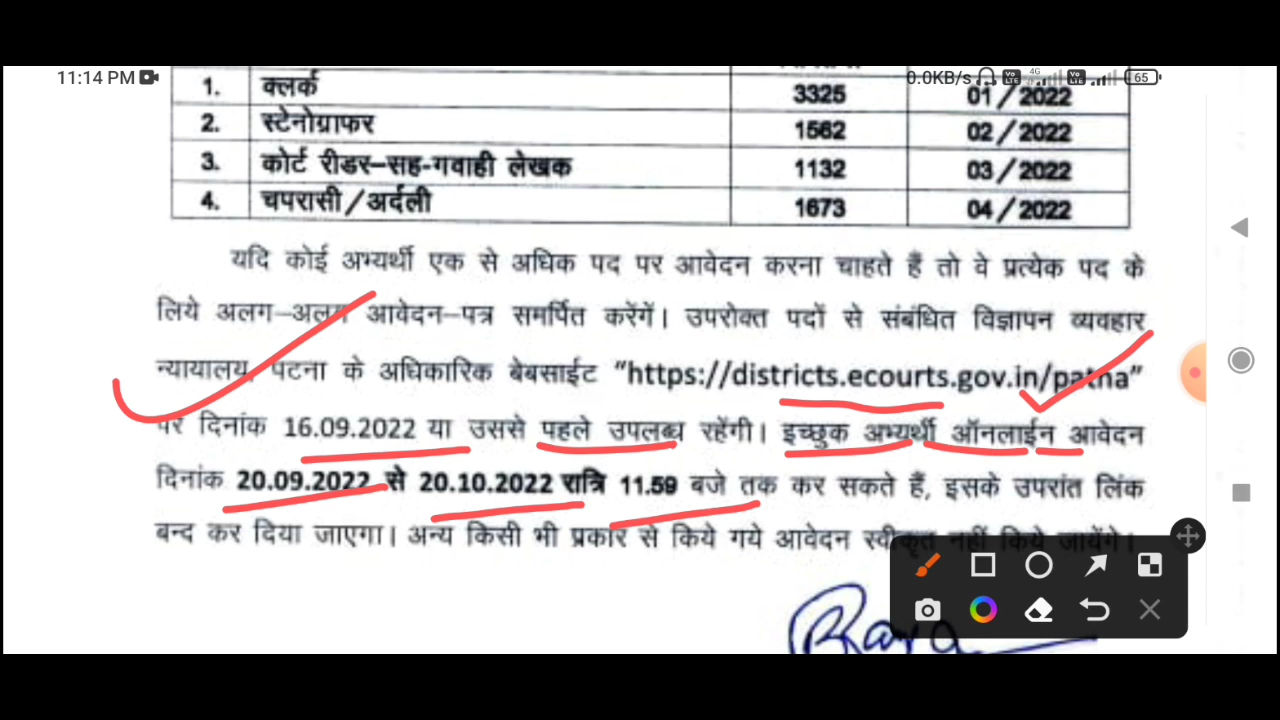 11:14 PM 0.0KB/s 4G 65
1. क्लर्क 3325 01/2022
2. स्टेनोग्राफर 1562 02/2022
3. कोर्ट रीडर–सह-गवाही लेखक 1132 03/2022
4. चपरासी/अर्दली 1673 04/2022
यदि कोई अभ्यर्थी एक से अधिक पद पर आवेदन करना चाहते हैं तो वे प्रत्येक पद के
लिये अलग–अलग आवेदन–पत्र समर्पित करेंगें। उपरोक्त पदों से संबंधित विज्ञापन व्यवहार
न्यायालय, पटना के अधिकारिक बेबसाईट “https://districts.ecourts.gov.in/patna”
पर दिनांक 16.09.2022 या उससे पहले उपलब्ध रहेंगी। इच्छुक अभ्यर्थी ऑनलाईन आवेदन
दिनांक 20.09.2022 से 20.10.2022 रात्रि 11.59 बजे तक कर सकते हैं, इसके उपरांत लिंक
बन्द कर दिया जाएगा। अन्य किसी भी प्रकार से किये गये आवेदन स्वीकृत नहीं किये जायेंगे।